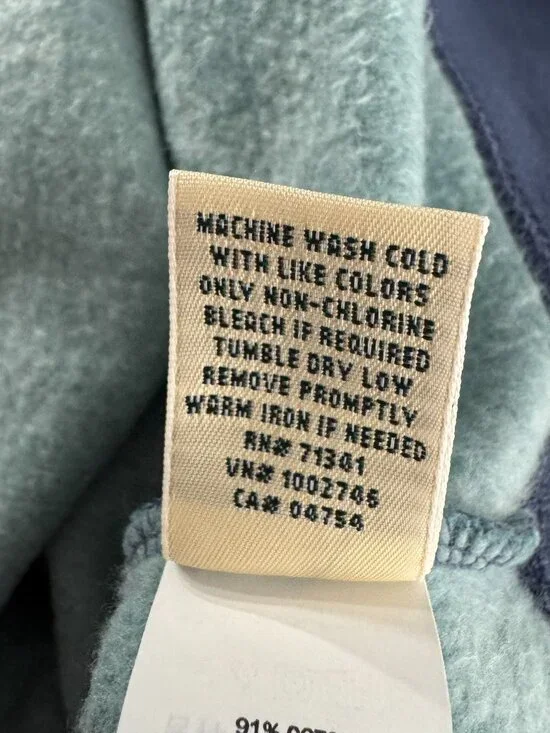 MACHINE WASH COLD
WITH LIKE COLORS
ONLY NON-CHLORINE
BLEACH IF REQUIRED
TUMBLE DRY LOW
REMOVE PROMPTLY
WARM IRON IF NEEDED
RN# 71341
VN# 1002746
CA# 04754
91%